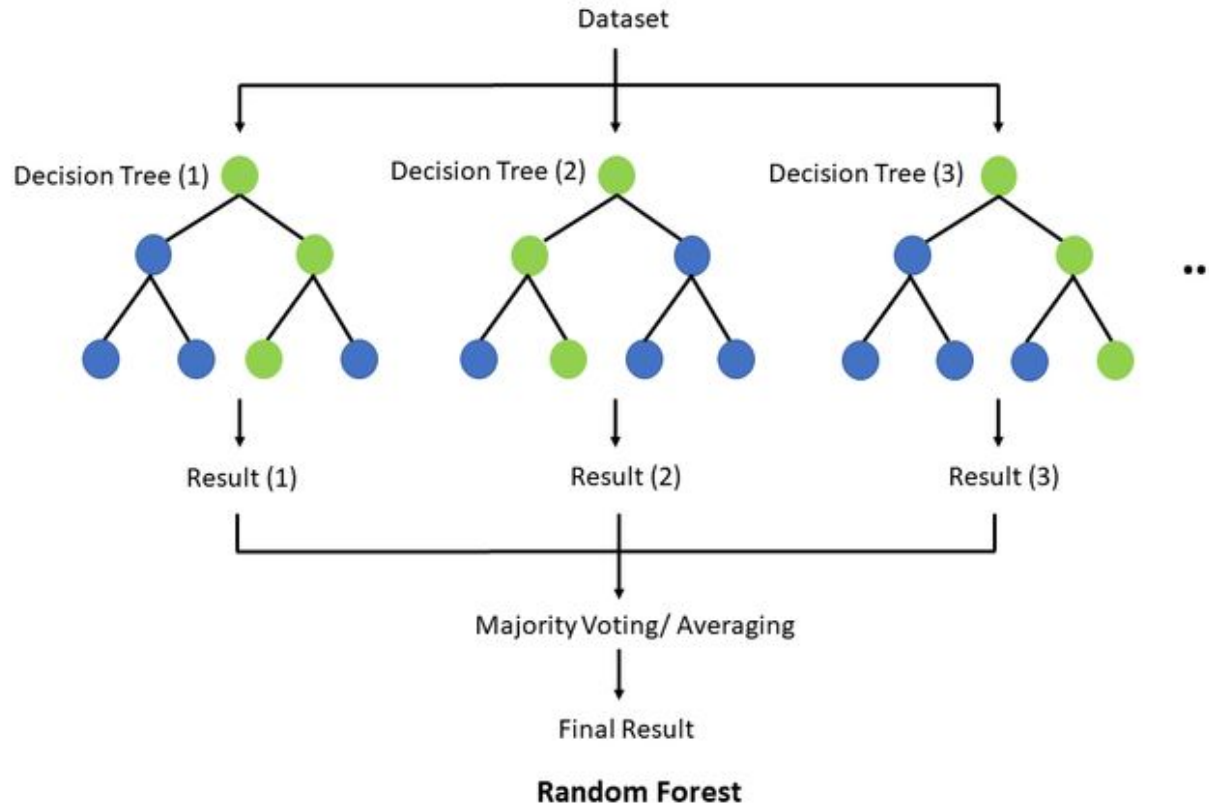 Dataset
Decision Tree (1)
Decision Tree (2)
Decision Tree (3)
..
Result (1)
Result (2)
Result (3)
Majority Voting/ Averaging
Final Result
Random Forest